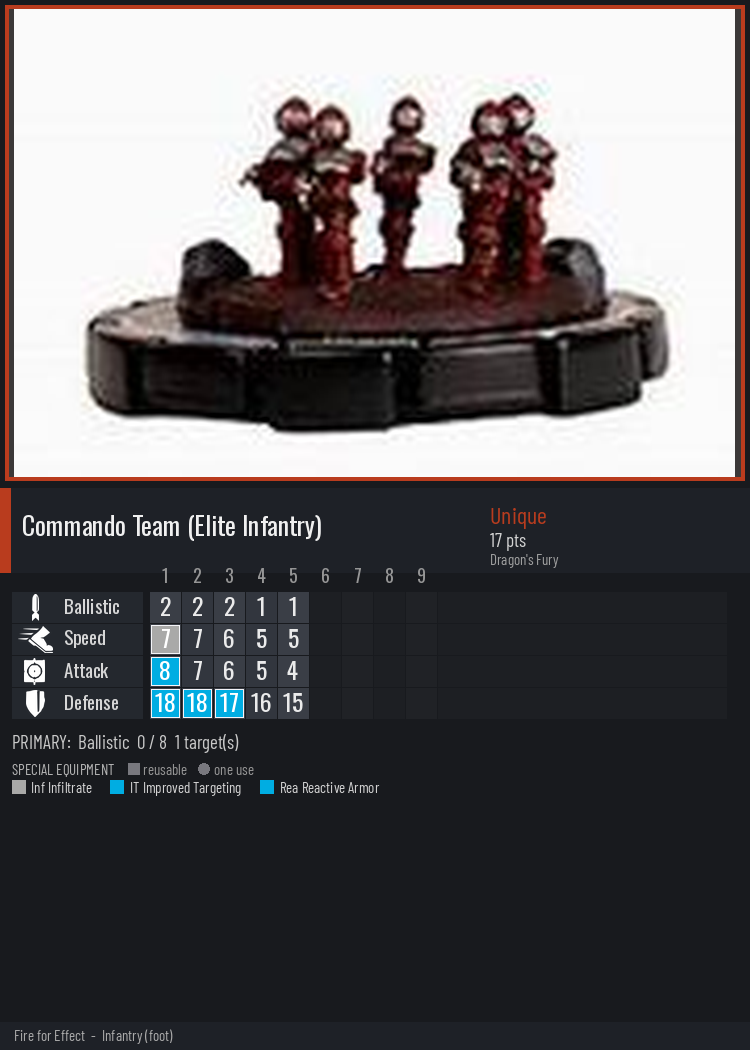 Commando Team (Elite Infantry)
Unique
17 pts
Dragon's Fury
1 2 3 4 5 6 7 8 9
Ballistic 2 2 2 1 1
Speed 7 7 6 5 5
Attack 8 7 6 5 4
Defense 18 18 17 16 15
PRIMARY: Ballistic 0 / 8 1 target(s)
SPECIAL EQUIPMENT reusable one use
Inf Infiltrate IT Improved Targeting Rea Reactive Armor
Fire for Effect - Infantry (foot)